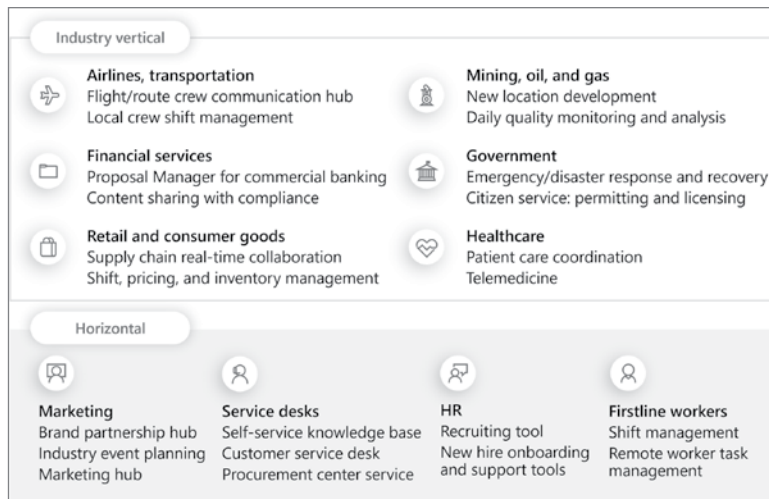 Industry vertical
Airlines, transportation
Flight/route crew communication hub
Local crew shift management
Mining, oil, and gas
New location development
Daily quality monitoring and analysis
Financial services
Proposal Manager for commercial banking
Content sharing with compliance
Government
Emergency/disaster response and recovery
Citizen service: permitting and licensing
Retail and consumer goods
Supply chain real-time collaboration
Shift, pricing, and inventory management
Healthcare
Patient care coordination
Telemedicine
Horizontal
Marketing
Brand partnership hub
Industry event planning
Marketing hub
Service desks
Self-service knowledge base
Customer service desk
Procurement center service
HR
Recruiting tool
New hire onboarding
and support tools
Firstline workers
Shift management
Remote worker task
management